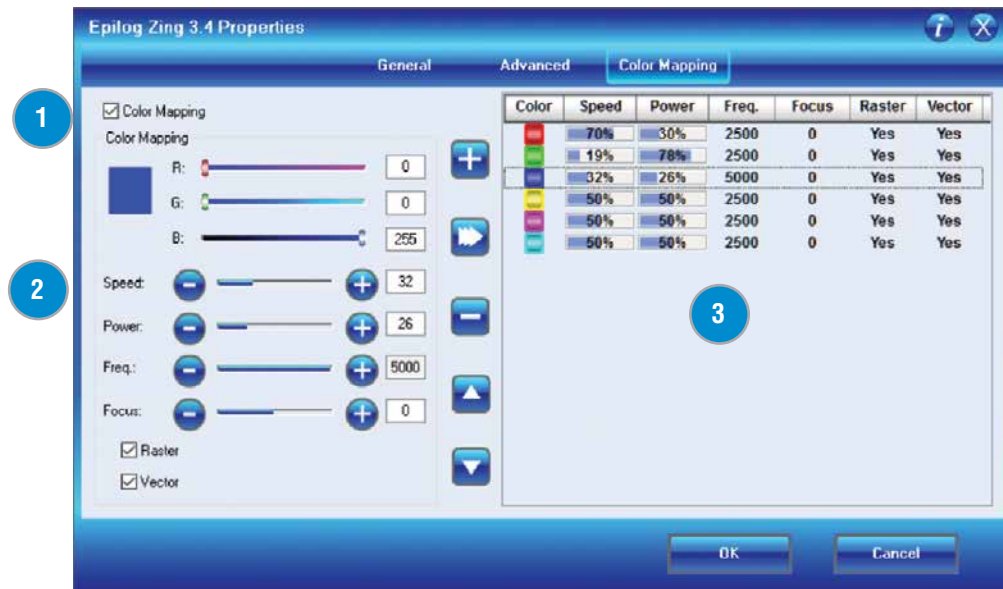 Epilog Zing 3.4 Properties
i X
General Advanced Color Mapping
1
Color Mapping
Color Mapping
R: 0
G: 0
B: 255
2
Speed: 32
Power: 26
Freq.: 5000
Focus: 0
Raster
Vector
Color Speed Power Freq. Focus Raster Vector
70% 30% 2500 0 Yes Yes
19% 78% 2500 0 Yes Yes
32% 26% 5000 0 Yes Yes
50% 50% 2500 0 Yes Yes
50% 50% 2500 0 Yes Yes
50% 50% 2500 0 Yes Yes
3
OK Cancel